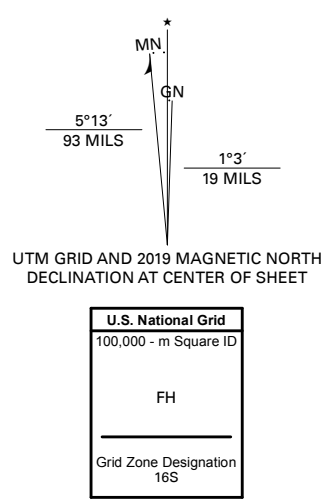 ★
MN
GN
5°13´
93 MILS
1°3´
19 MILS
UTM GRID AND 2019 MAGNETIC NORTH
DECLINATION AT CENTER OF SHEET
U.S. National Grid
100,000 - m Square ID
FH
Grid Zone Designation
16S